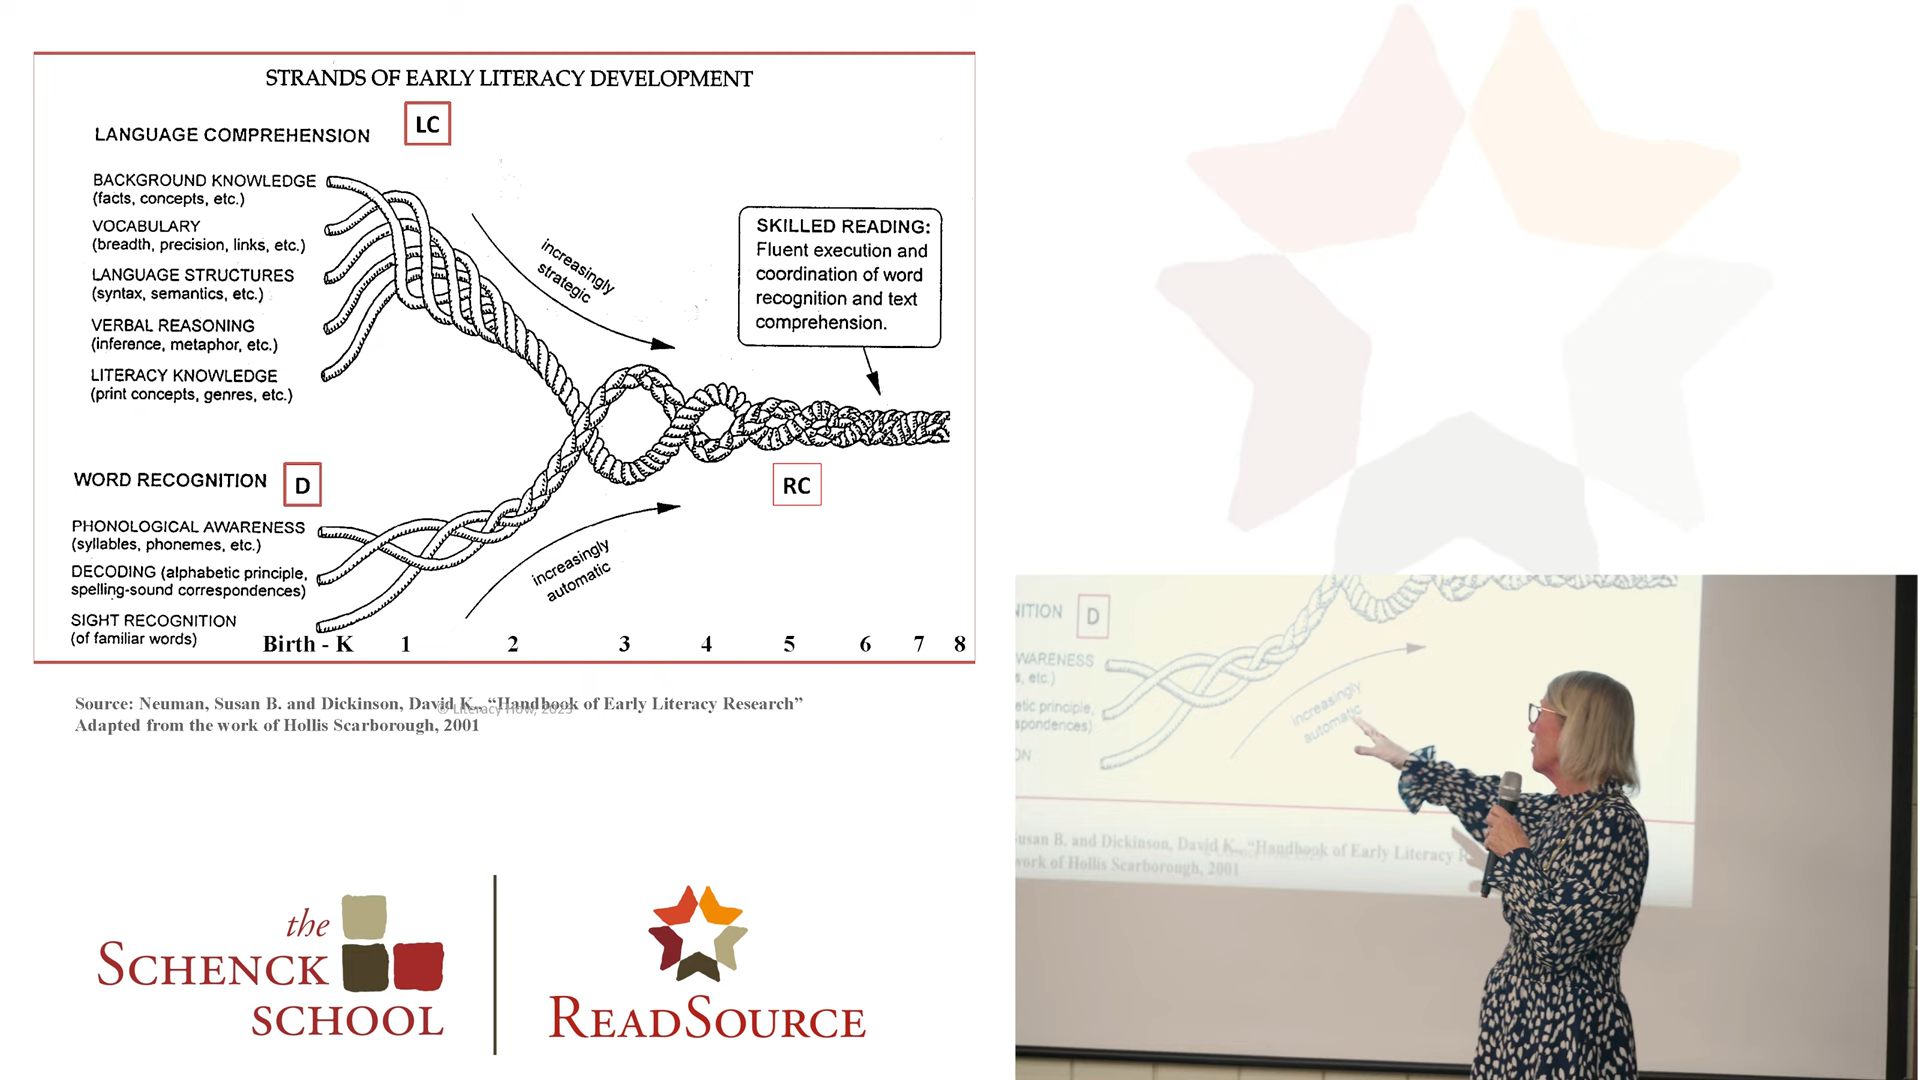 STRANDS OF EARLY LITERACY DEVELOPMENT
LANGUAGE COMPREHENSION
LC
BACKGROUND KNOWLEDGE
(facts, concepts, etc.)
VOCABULARY
(breadth, precision, links, etc.)
LANGUAGE STRUCTURES
(syntax, semantics, etc.)
VERBAL REASONING
(inference, metaphor, etc.)
LITERACY KNOWLEDGE
(print concepts, genres, etc.)
increasingly
strategic
SKILLED READING:
Fluent execution and
coordination of word
recognition and text
comprehension.
WORD RECOGNITION
D
RC
PHONOLOGICAL AWARENESS
(syllables, phonemes, etc.)
DECODING (alphabetic principle,
spelling-sound correspondences)
SIGHT RECOGNITION
(of familiar words)
increasingly
automatic
Birth - K 1 2 3 4 5 6 7 8
Source: Neuman, Susan B. and Dickinson, David K., “Handbook of Early Literacy Research”
© Literacy How, 2023
Adapted from the work of Hollis Scarborough, 2001
the
SCHENCK
SCHOOL
READSOURCE
NITION
D
WARENESS
s, etc.)
etic principle,
spondences)
ON
increasingly
automatic
Susan B. and Dickinson, David K., “Handbook of Early Literacy R
work of Hollis Scarborough, 2001